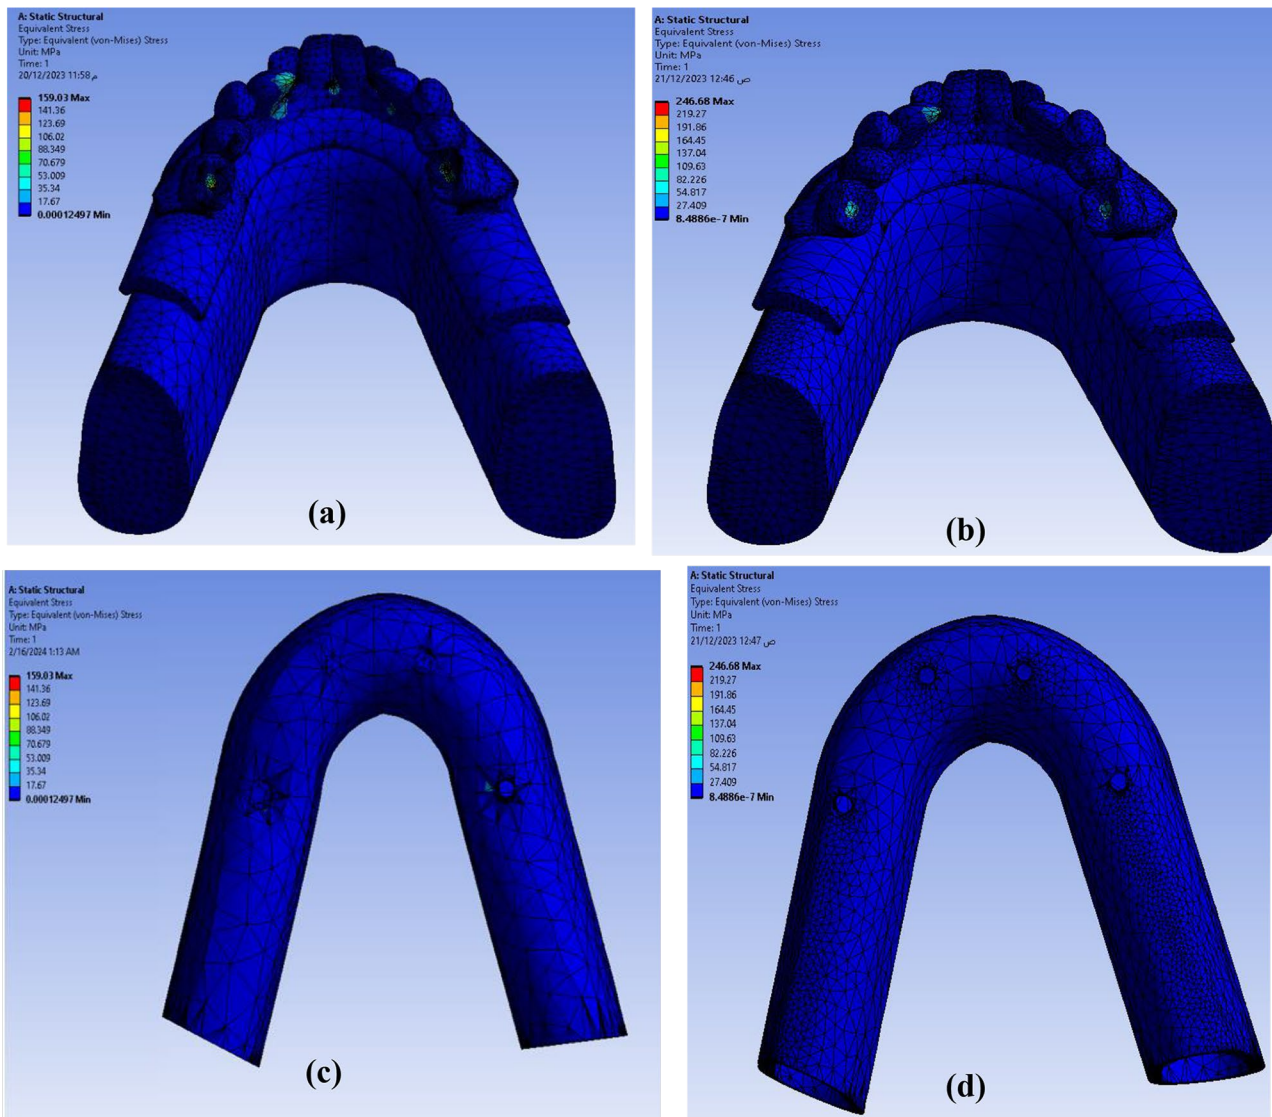 A: Static Structural
Equivalent Stress
Type: Equivalent (von-Mises) Stress
Unit: MPa
Time: 1
20/12/2023 11:58 م
159.03 Max
141.36
123.69
106.02
88.349
70.679
53.009
35.34
17.67
0.00012497 Min
(a)
A: Static Structural
Equivalent Stress
Type: Equivalent (von-Mises) Stress
Unit: MPa
Time: 1
21/12/2023 12:46 ص
246.68 Max
219.27
191.86
164.45
137.04
109.63
82.226
54.817
27.409
8.4886e-7 Min
(b)
A: Static Structural
Equivalent Stress
Type: Equivalent (von-Mises) Stress
Unit: MPa
Time: 1
2/16/2024 1:13 AM
159.03 Max
141.36
123.69
106.02
88.349
70.679
53.009
35.34
17.67
0.00012497 Min
(c)
A: Static Structural
Equivalent Stress
Type: Equivalent (von-Mises) Stress
Unit: MPa
Time: 1
21/12/2023 12:47 ص
246.68 Max
219.27
191.86
164.45
137.04
109.63
82.226
54.817
27.409
8.4886e-7 Min
(d)